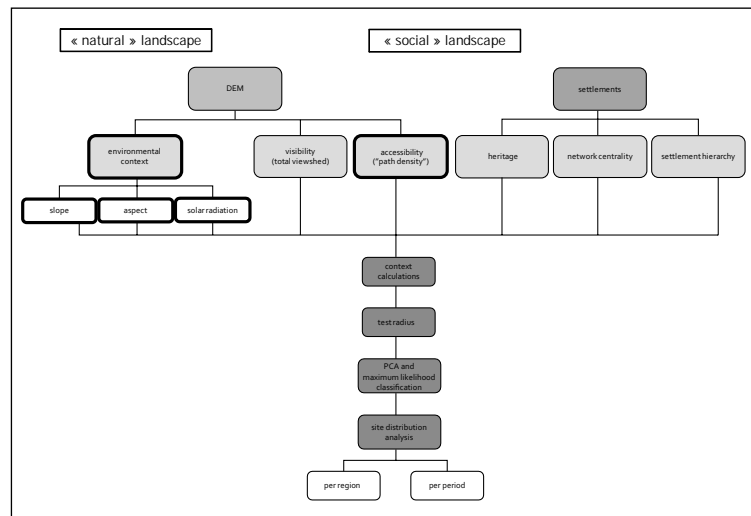 « natural » landscape
« social » landscape
DEM
settlements
environmental
context
visibility
(total viewshed)
accessibility
("path density")
heritage
network centrality
settlement hierarchy
slope
aspect
solar radiation
context
calculations
test radius
PCA and
maximum likelihood
classification
site distribution
analysis
per region
per period